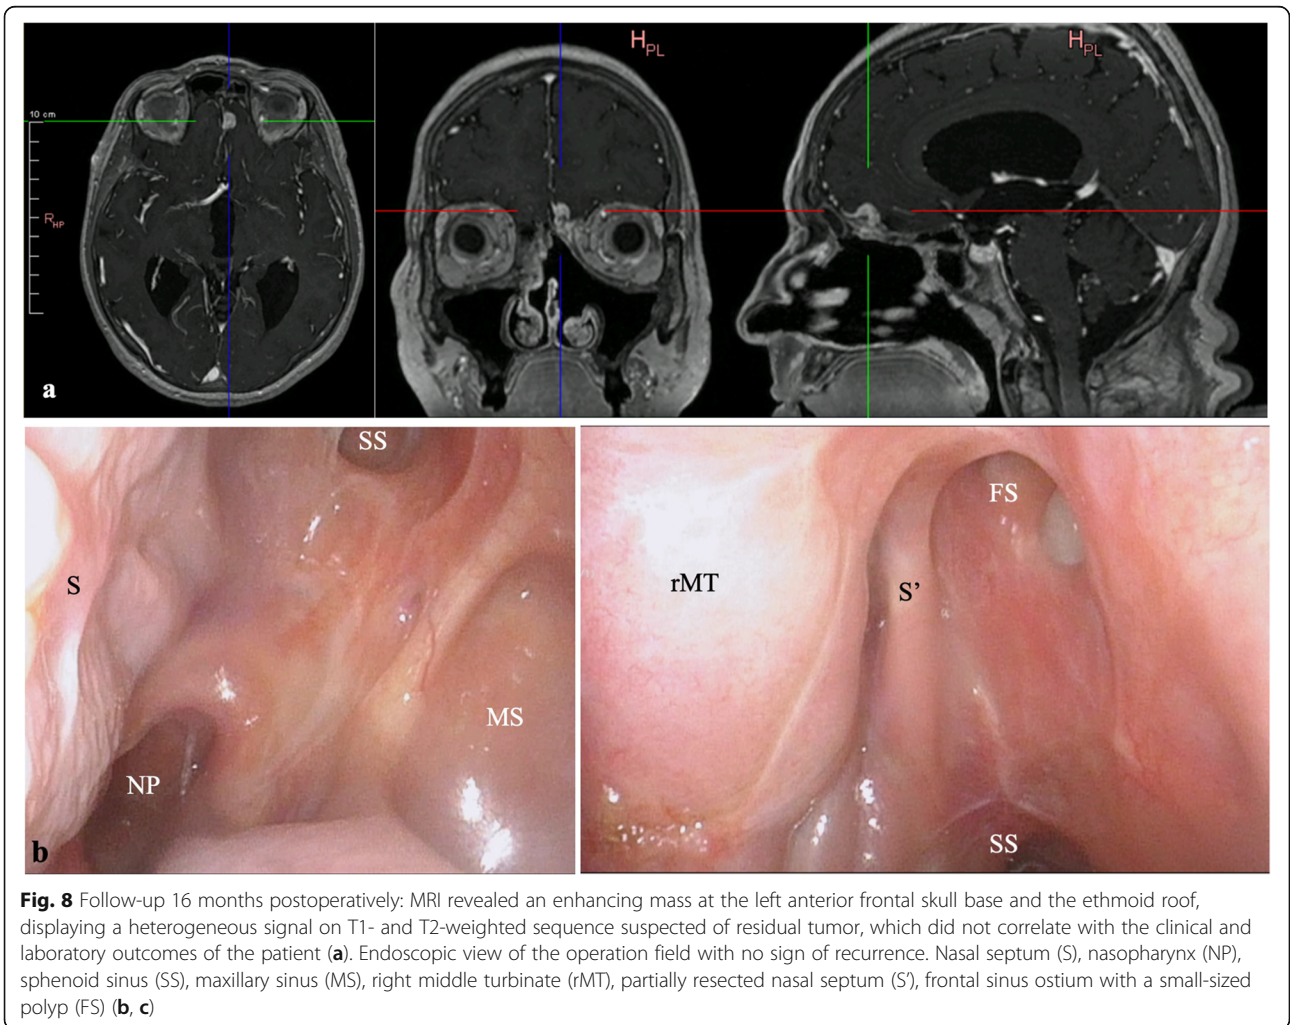 H PL
H PL
10 cm
R HP
a
SS
FS
S
rMT
S’
MS
NP
SS
b
Fig. 8 Follow-up 16 months postoperatively: MRI revealed an enhancing mass at the left anterior frontal skull base and the ethmoid roof,
displaying a heterogeneous signal on T1- and T2-weighted sequence suspected of residual tumor, which did not correlate with the clinical and
laboratory outcomes of the patient (a). Endoscopic view of the operation field with no sign of recurrence. Nasal septum (S), nasopharynx (NP),
sphenoid sinus (SS), maxillary sinus (MS), right middle turbinate (rMT), partially resected nasal septum (S’), frontal sinus ostium with a small-sized
polyp (FS) (b, c)